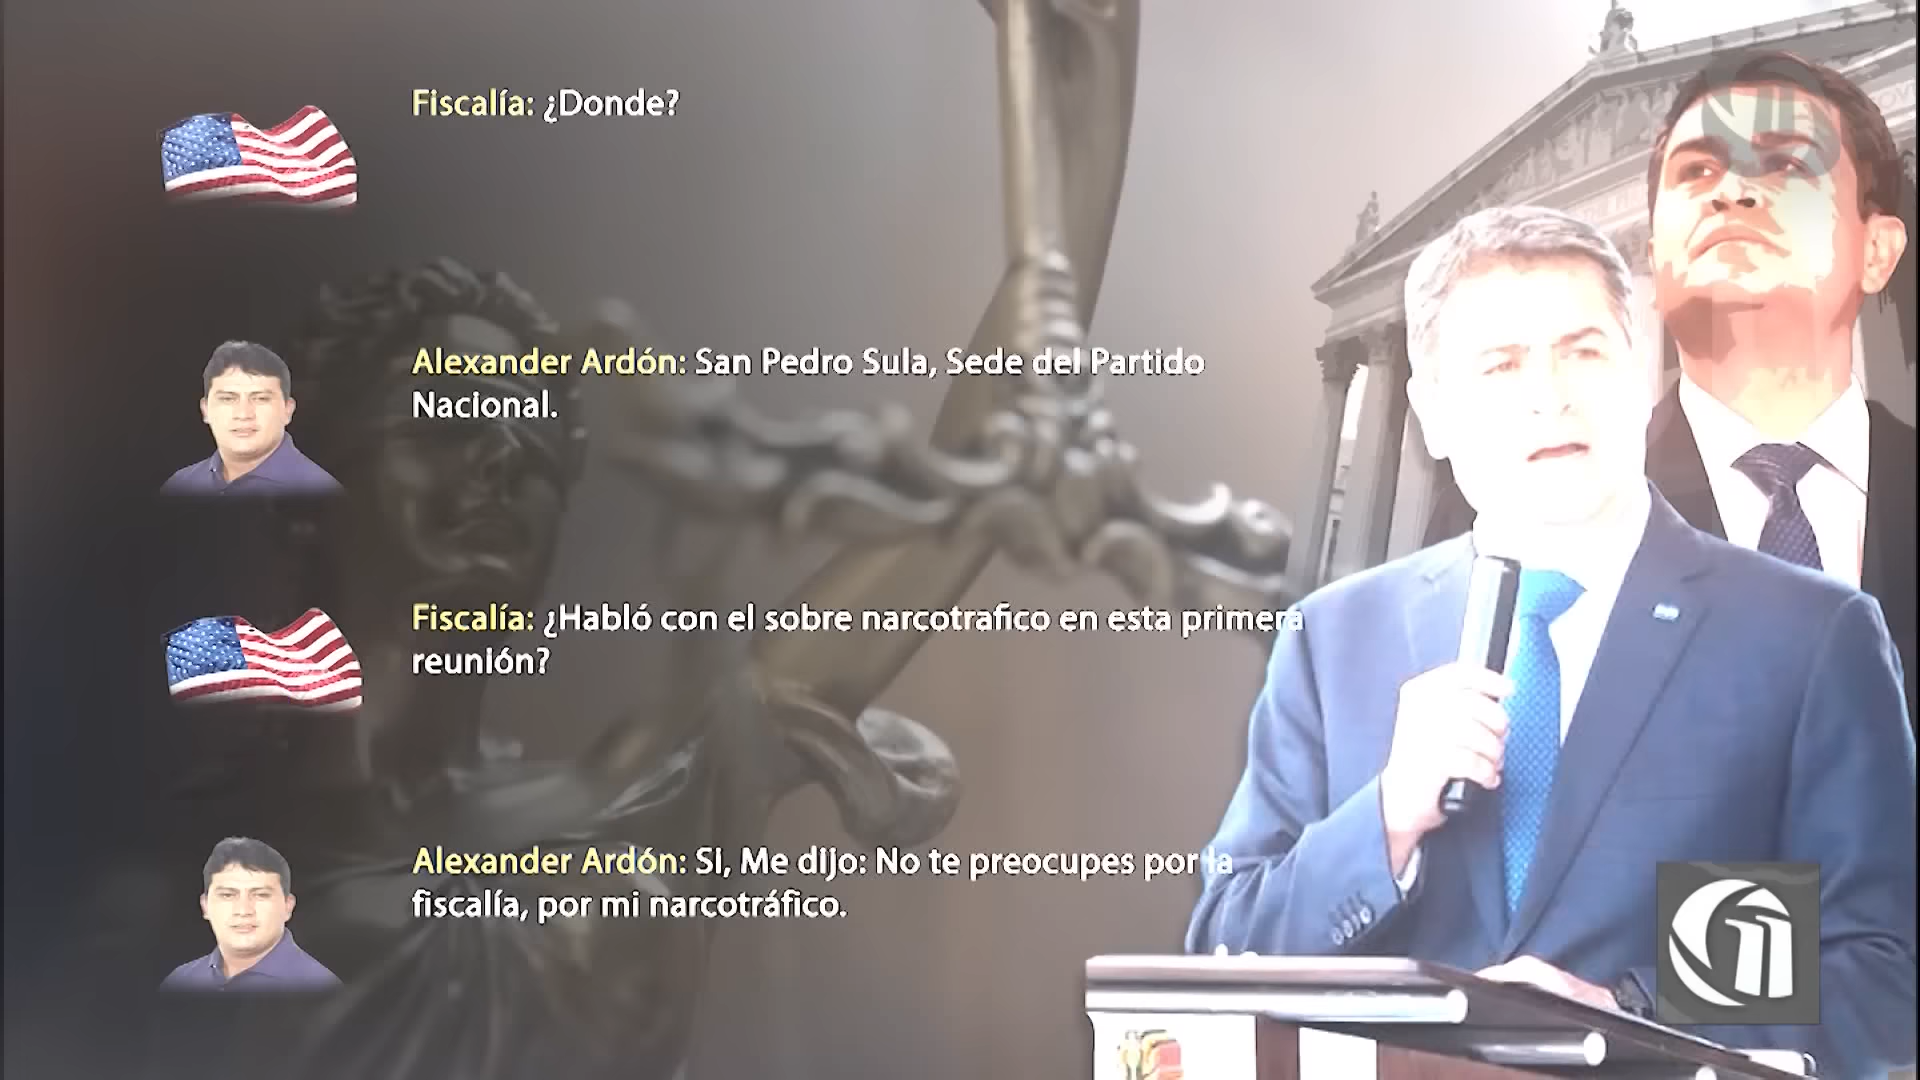 Fiscalía: ¿Donde?
Alexander Ardón: San Pedro Sula, Sede del Partido
Nacional.
Fiscalía: ¿Habló con el sobre narcotrafico en esta primera
reunión?
Alexander Ardón: Si, Me dijo: No te preocupes por la
fiscalía, por mi narcotráfico.